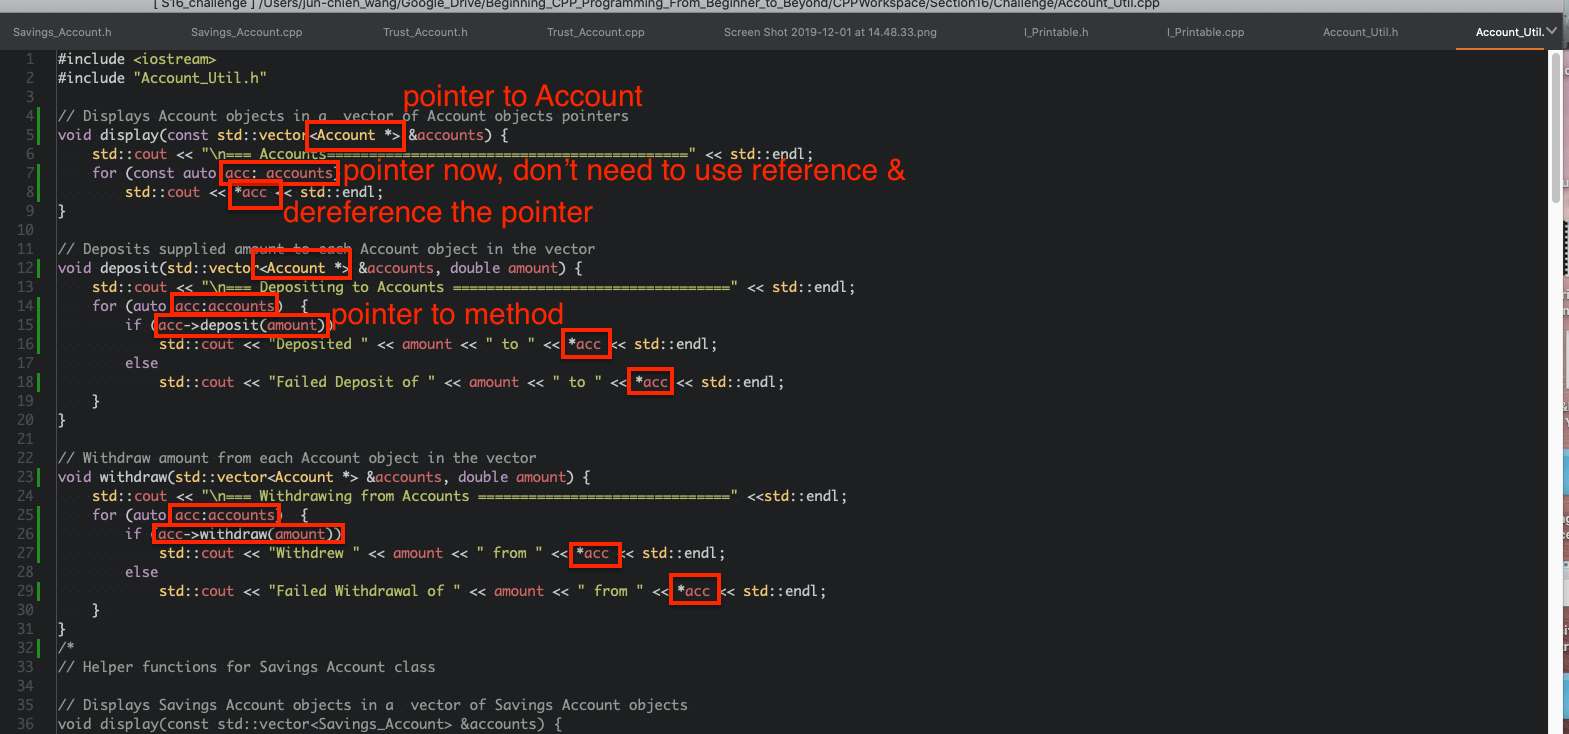 [ S16_challenge ] /Users/jun-chien_wang/Google_Drive/Beginning_CPP_Programming_From_Beginner_to_Beyond/CPPWorkspace/Section16/Challenge/Account_Util.cpp
Savings_Account.h Savings_Account.cpp Trust_Account.h Trust_Account.cpp Screen Shot 2019-12-01 at 14.48.33.png I_Printable.h I_Printable.cpp Account_Util.h Account_Util.
1 #include <iostream>
2 #include "Account_Util.h"
pointer to Account
3
4 // Displays Account objects in a  vector of Account objects pointers
5 void display(const std::vector<Account *> &accounts) {
6 std::cout << "\n=== Accounts===========================================" << std::endl;
7 for (const auto acc: accounts) pointer now, don't need to use reference &
8 std::cout << *acc << std::endl;
9 }
dereference the pointer
10
11 // Deposits supplied amount to each Account object in the vector
12 void deposit(std::vector<Account *> &accounts, double amount) {
13 std::cout << "\n=== Depositing to Accounts =================================" << std::endl;
14 for (auto acc:accounts)  {
15 if (acc->deposit(amount)) pointer to method
16 std::cout << "Deposited " << amount << " to " << *acc << std::endl;
17 else
18 std::cout << "Failed Deposit of " << amount << " to " << *acc << std::endl;
19 }
20 }
21
22 // Withdraw amount from each Account object in the vector
23 void withdraw(std::vector<Account *> &accounts, double amount) {
24 std::cout << "\n=== Withdrawing from Accounts ==============================" <<std::endl;
25 for (auto acc:accounts)  {
26 if (acc->withdraw(amount))
27 std::cout << "Withdrew " << amount << " from " << *acc << std::endl;
28 else
29 std::cout << "Failed Withdrawal of " << amount << " from " << *acc << std::endl;
30 }
31 }
32 /*
33 // Helper functions for Savings Account class
34
35 // Displays Savings Account objects in a  vector of Savings Account objects
36 void display(const std::vector<Savings_Account> &accounts) {